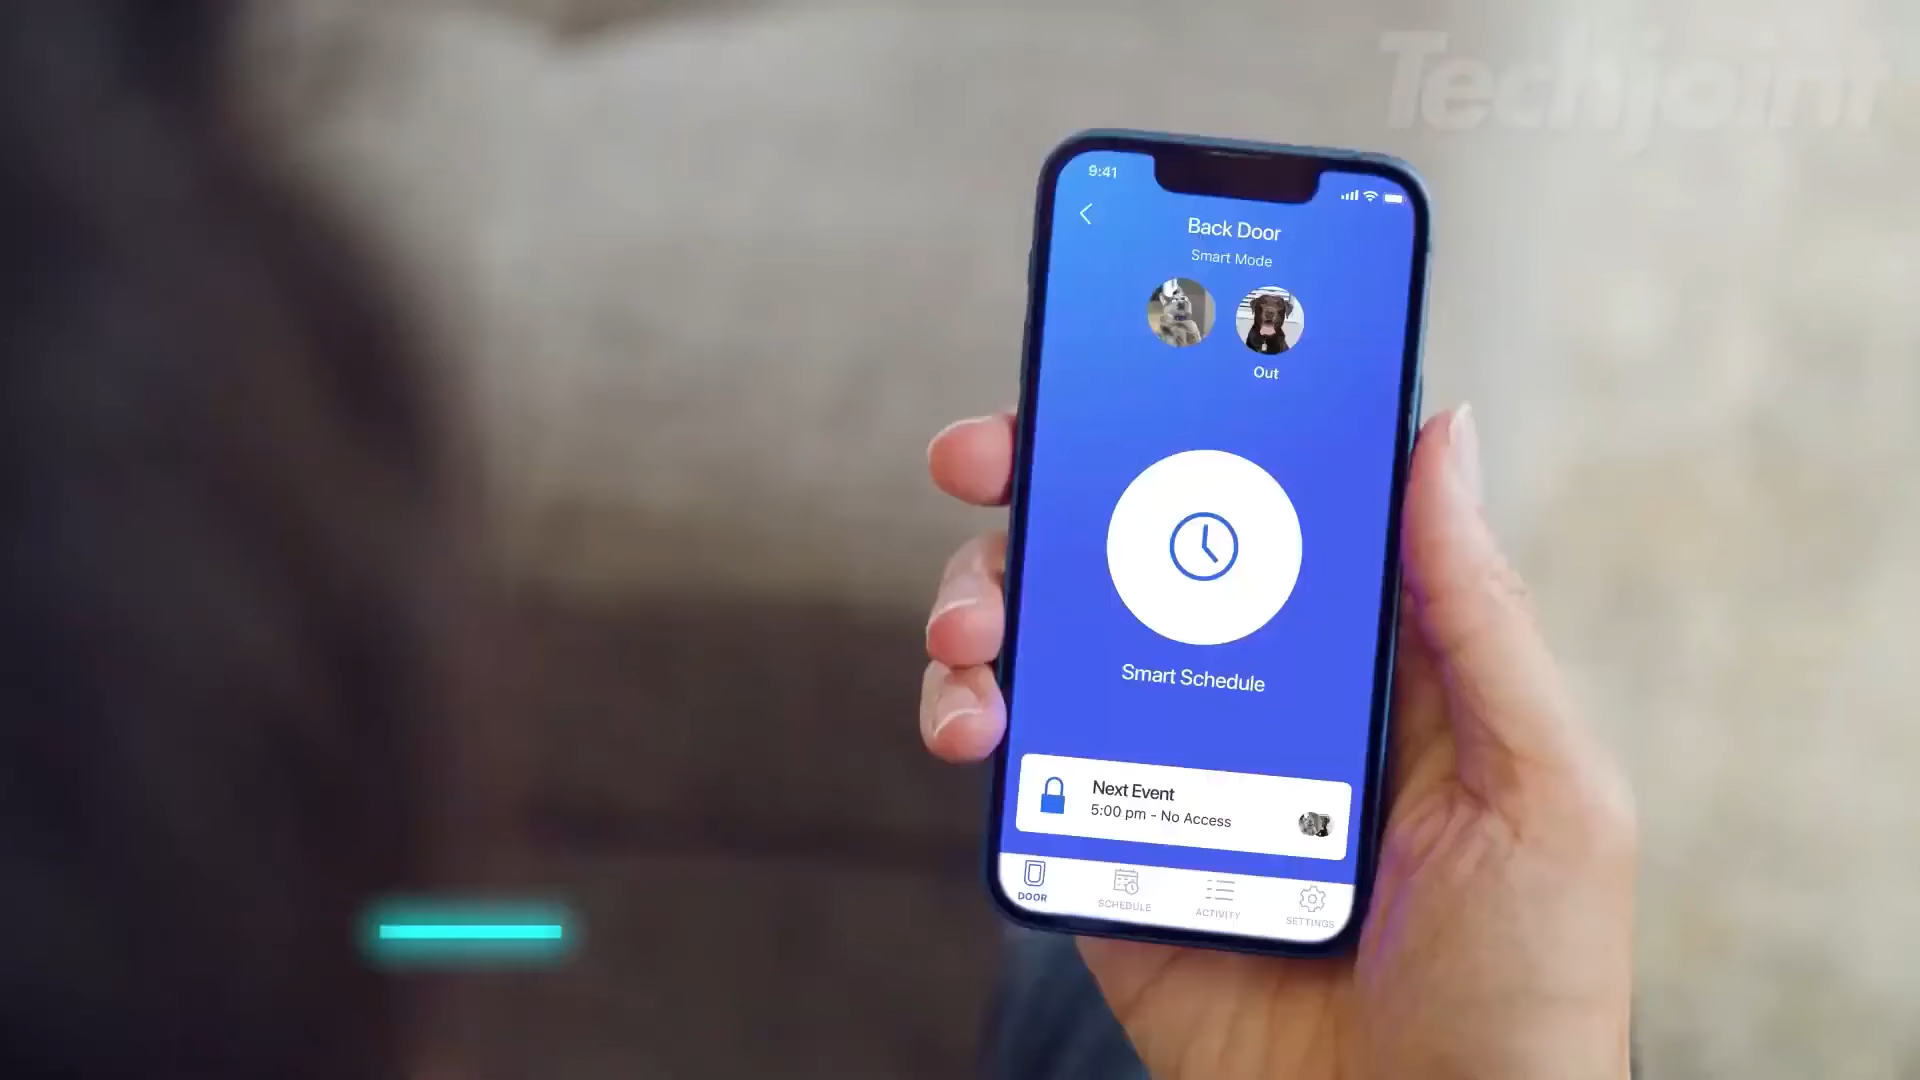 Techjoint
9:41
Back Door
Smart Mode
Out
Smart Schedule
Next Event
5:00 pm - No Access
DOOR
SCHEDULE
ACTIVITY
SETTINGS